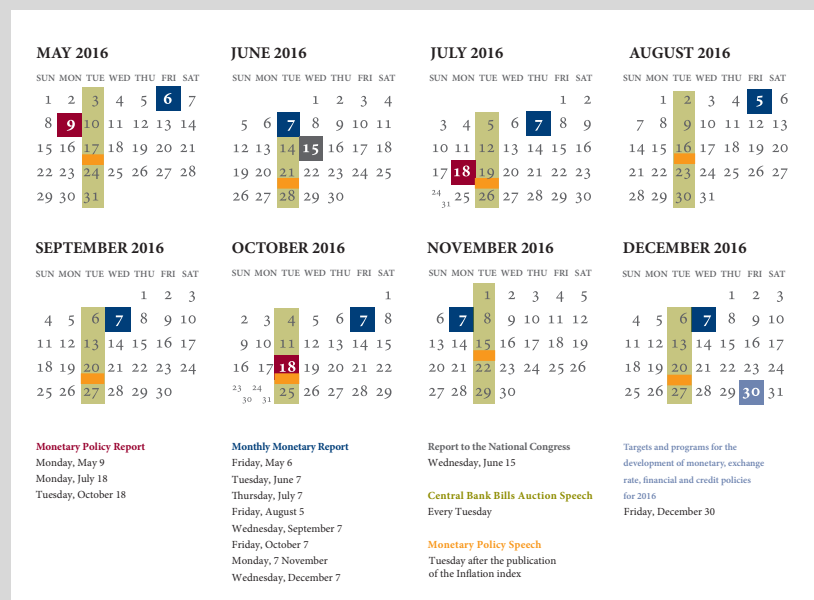 MAY 2016
SUN MON TUE WED THU FRI SAT
1 2 3 4 5 6 7
8 9 10 11 12 13 14
15 16 17 18 19 20 21
22 23 24 25 26 27 28
29 30 31
JUNE 2016
SUN MON TUE WED THU FRI SAT
1 2 3 4
5 6 7 8 9 10 11
12 13 14 15 16 17 18
19 20 21 22 23 24 25
26 27 28 29 30
JULY 2016
SUN MON TUE WED THU FRI SAT
1 2
3 4 5 6 7 8 9
10 11 12 13 14 15 16
17 18 19 20 21 22 23
24 31 25 26 27 28 29 30
AUGUST 2016
SUN MON TUE WED THU FRI SAT
1 2 3 4 5 6
7 8 9 10 11 12 13
14 15 16 17 18 19 20
21 22 23 24 25 26 27
28 29 30 31
SEPTEMBER 2016
SUN MON TUE WED THU FRI SAT
1 2 3
4 5 6 7 8 9 10
11 12 13 14 15 16 17
18 19 20 21 22 23 24
25 26 27 28 29 30
OCTOBER 2016
SUN MON TUE WED THU FRI SAT
1
2 3 4 5 6 7 8
9 10 11 12 13 14 15
16 17 18 19 20 21 22
23 30 24 31 25 26 27 28 29
NOVEMBER 2016
SUN MON TUE WED THU FRI SAT
1 2 3 4 5
6 7 8 9 10 11 12
13 14 15 16 17 18 19
20 21 22 23 24 25 26
27 28 29 30
DECEMBER 2016
SUN MON TUE WED THU FRI SAT
1 2 3
4 5 6 7 8 9 10
11 12 13 14 15 16 17
18 19 20 21 22 23 24
25 26 27 28 29 30 31
Monetary Policy Report
Monday, May 9
Monday, July 18
Tuesday, October 18
Monthly Monetary Report
Friday, May 6
Tuesday, June 7
Thursday, July 7
Friday, August 5
Wednesday, September 7
Friday, October 7
Monday, 7 November
Wednesday, December 7
Report to the National Congress
Wednesday, June 15
Central Bank Bills Auction Speech
Every Tuesday
Monetary Policy Speech
Tuesday after the publication
of the Inflation index
Targets and programs for the
development of monetary, exchange
rate, financial and credit policies
for 2016
Friday, December 30